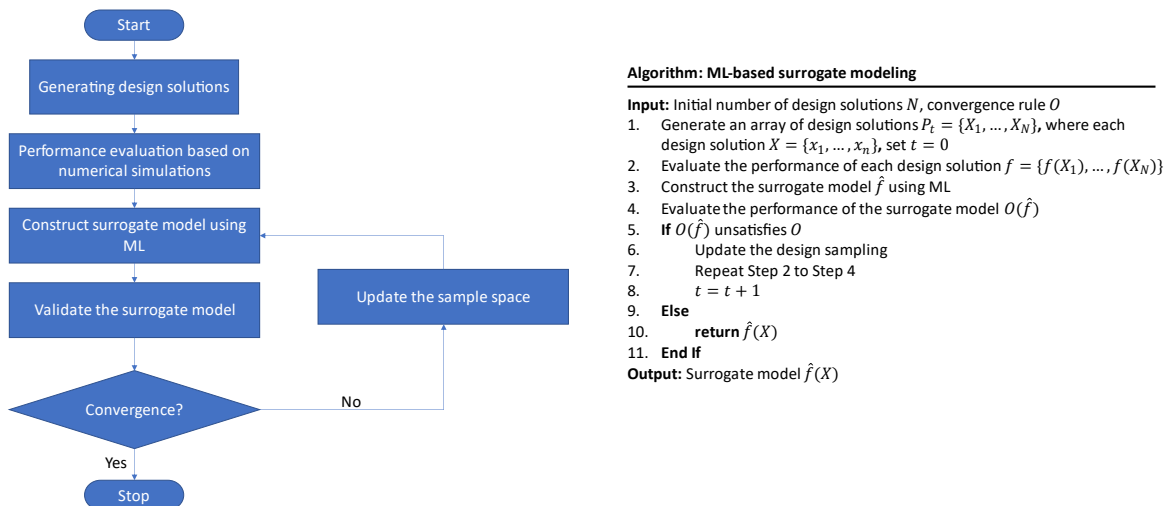 Start
Generating design solutions
Performance evaluation based on
numerical simulations
Construct surrogate model using
ML
Validate the surrogate model
Update the sample space
Convergence?
No
Yes
Stop
Algorithm: ML-based surrogate modeling
Input: Initial number of design solutions N, convergence rule O
1. Generate an array of design solutions P_t = {X_1, ..., X_N}, where each
design solution X = {x_1, ..., x_n}, set t = 0
2. Evaluate the performance of each design solution f = {f(X_1), ..., f(X_N)}
3. Construct the surrogate model f̂ using ML
4. Evaluate the performance of the surrogate model O(f̂)
5. If O(f̂) unsatisfies O
6. Update the design sampling
7. Repeat Step 2 to Step 4
8. t = t + 1
9. Else
10. return f̂(X)
11. End If
Output: Surrogate model f̂(X)